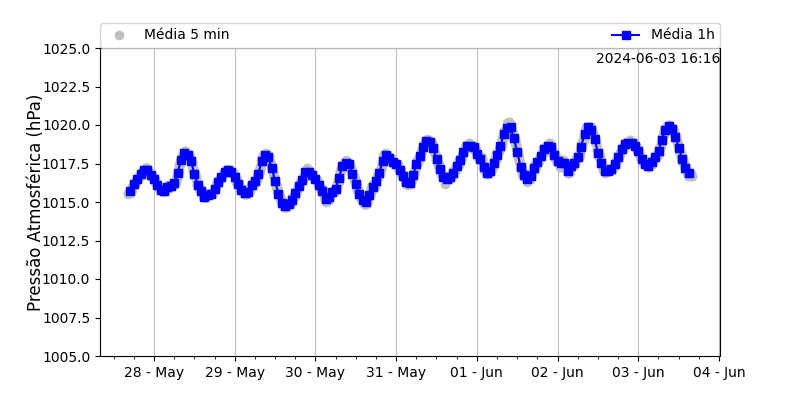 Média 5 min
Média 1h
2024-06-03 16:16
Pressão Atmosférica (hPa)
1025.0
1022.5
1020.0
1017.5
1015.0
1012.5
1010.0
1007.5
1005.0
28 - May
29 - May
30 - May
31 - May
01 - Jun
02 - Jun
03 - Jun
04 - Jun